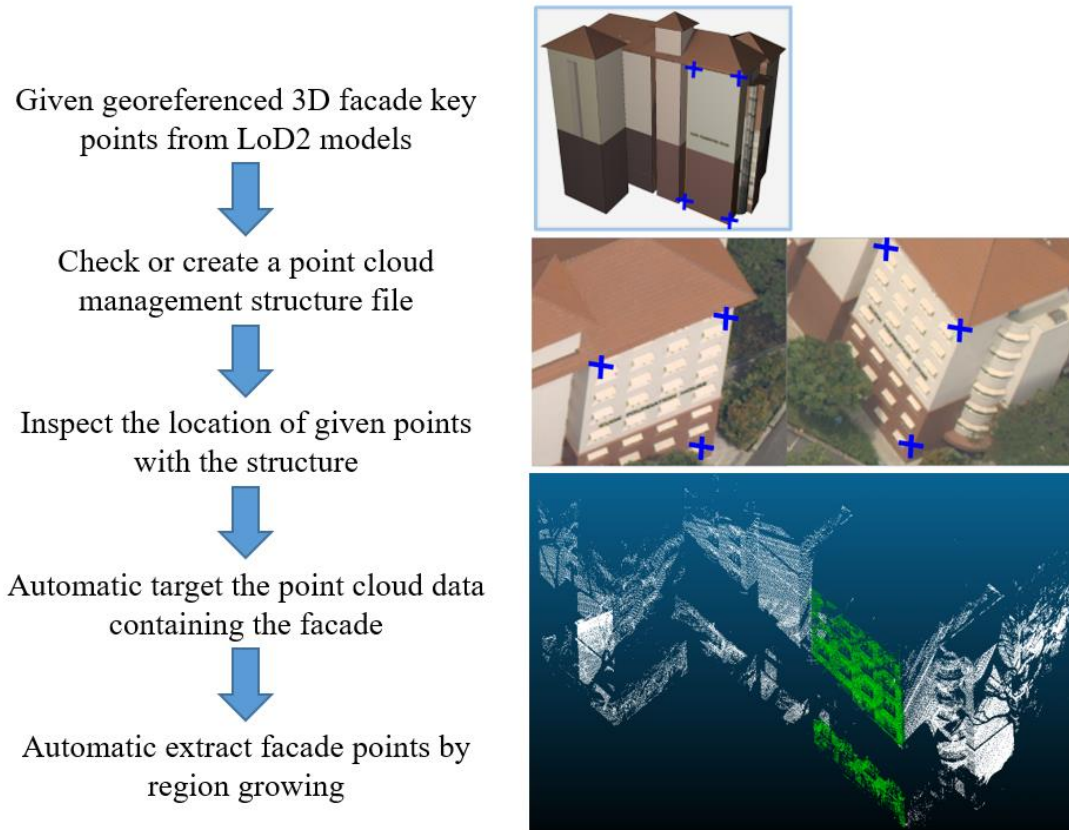 Given georeferenced 3D facade key
points from LoD2 models
Check or create a point cloud
management structure file
Inspect the location of given points
with the structure
Automatic target the point cloud data
containing the facade
Automatic extract facade points by
region growing